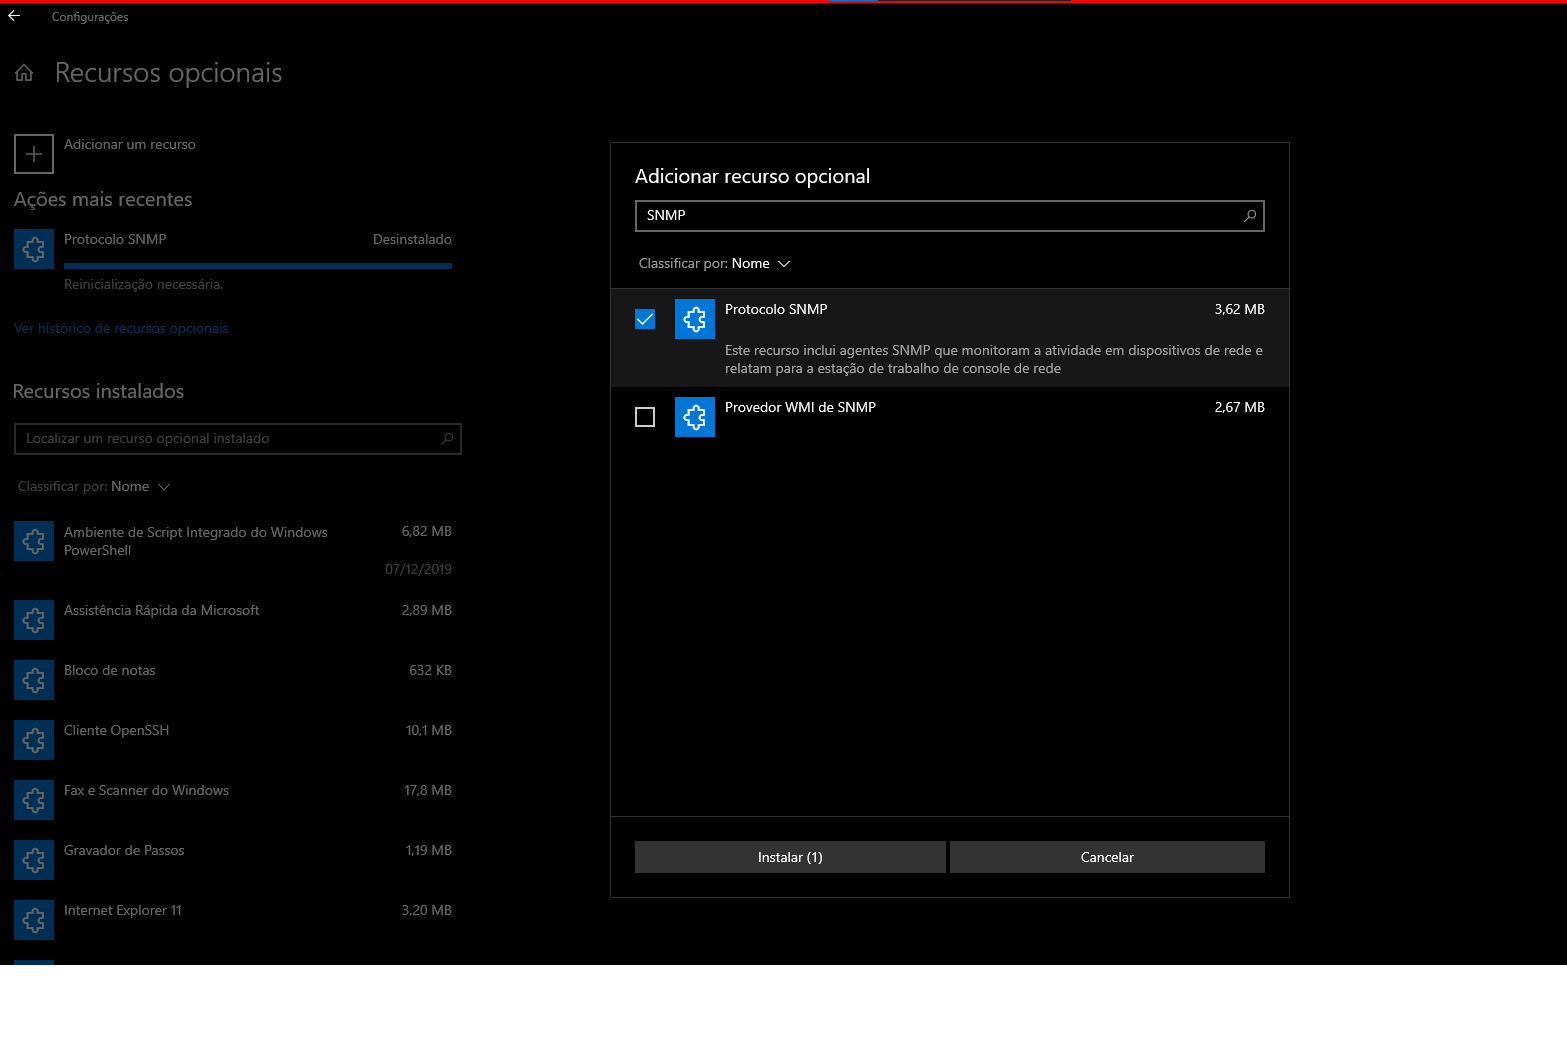 Configurações
Recursos opcionais
Adicionar um recurso
Ações mais recentes
Protocolo SNMP
Desinstalado
Reinicialização necessária.
Ver histórico de recursos opcionais
Recursos instalados
Localizar um recurso opcional instalado
Classificar por: Nome
Ambiente de Script Integrado do Windows
PowerShell
6,82 MB
07/12/2019
Assistência Rápida da Microsoft
2,89 MB
Bloco de notas
632 KB
Cliente OpenSSH
10,1 MB
Fax e Scanner do Windows
17,8 MB
Gravador de Passos
1,19 MB
Internet Explorer 11
3,20 MB
Adicionar recurso opcional
SNMP
Classificar por: Nome
Protocolo SNMP
3,62 MB
Este recurso inclui agentes SNMP que monitoram a atividade em dispositivos de rede e
relatam para a estação de trabalho de console de rede
Provedor WMI de SNMP
2,67 MB
Instalar (1)
Cancelar